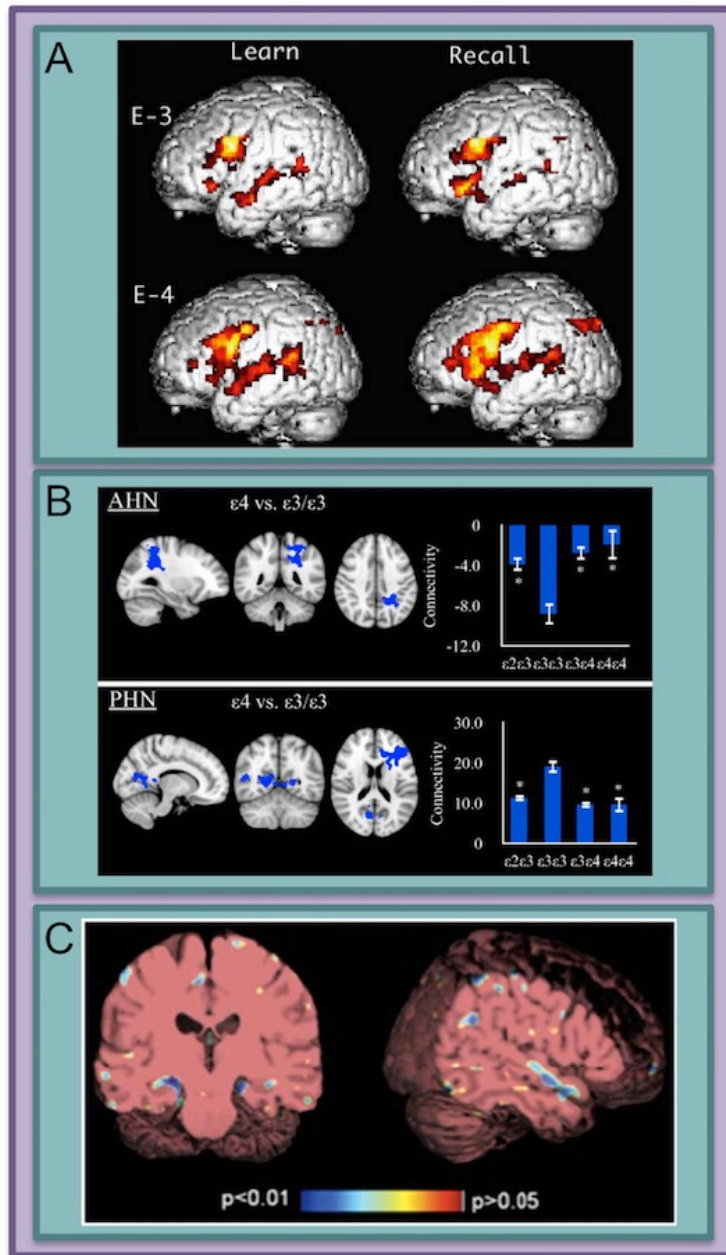 A
Learn Recall
E-3
E-4
B
AHN ε4 vs. ε3/ε3
Connectivity
0
-4.0
-8.0
-12.0
* * *
ε2ε3 ε3ε3 ε3ε4 ε4ε4
PHN ε4 vs. ε3/ε3
Connectivity
30.0
20.0
10.0
0
* * *
ε2ε3 ε3ε3 ε3ε4 ε4ε4
C
p<0.01 p>0.05